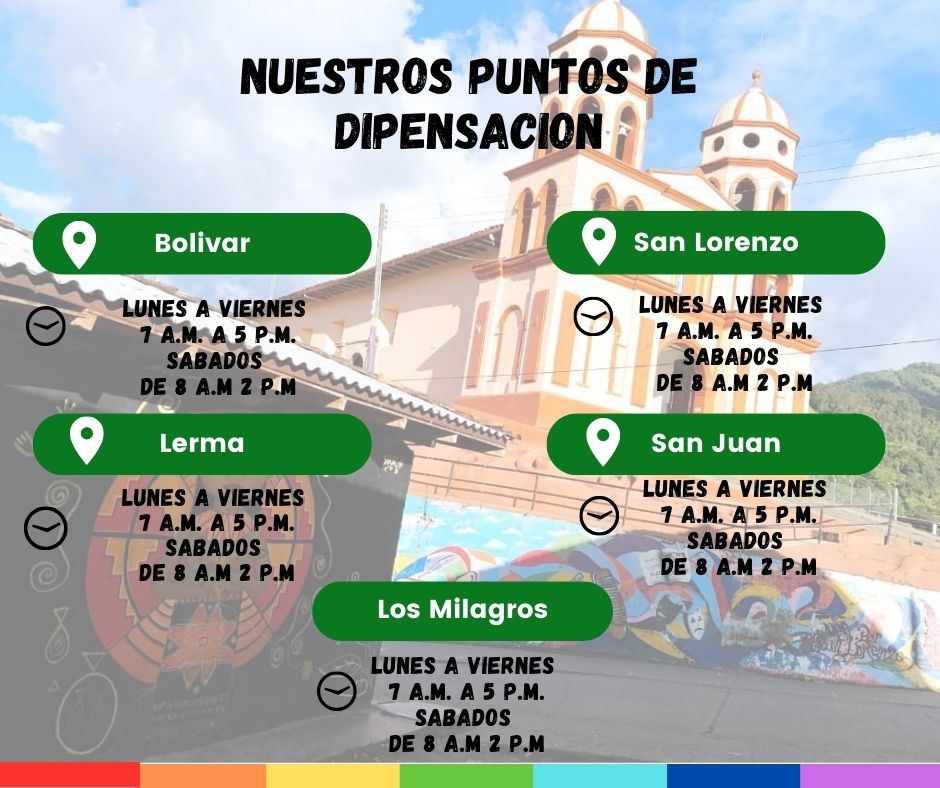 NUESTROS PUNTOS DE
DIPENSACION
Bolivar
LUNES A VIERNES
7 A.M. A 5 P.M.
SABADOS
DE 8 A.M 2 P.M
San Lorenzo
LUNES A VIERNES
7 A.M. A 5 P.M.
SABADOS
DE 8 A.M 2 P.M
Lerma
LUNES A VIERNES
7 A.M. A 5 P.M.
SABADOS
DE 8 A.M 2 P.M
San Juan
LUNES A VIERNES
7 A.M. A 5 P.M.
SABADOS
DE 8 A.M 2 P.M
Los Milagros
LUNES A VIERNES
7 A.M. A 5 P.M.
SABADOS
DE 8 A.M 2 P.M